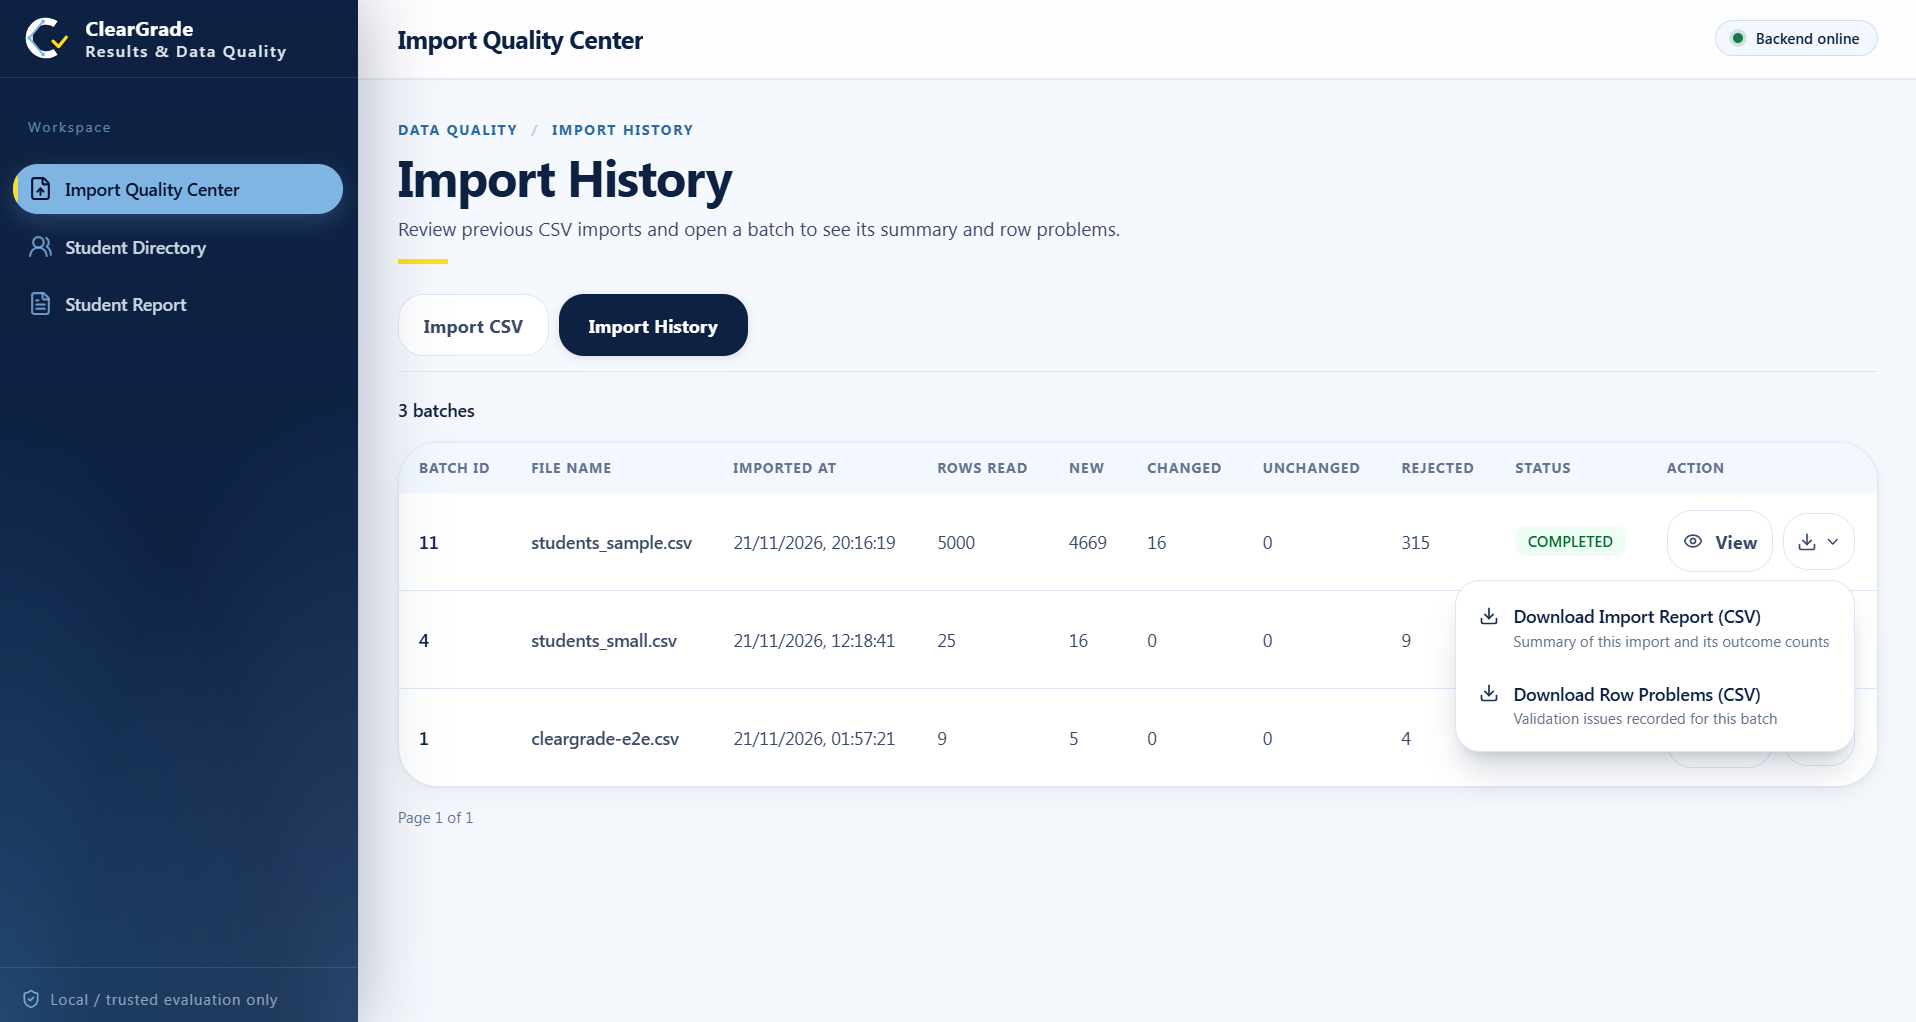 ClearGrade
Results & Data Quality
Workspace
Import Quality Center
Student Directory
Student Report
Local / trusted evaluation only
Import Quality Center
Backend online
DATA QUALITY / IMPORT HISTORY
Import History
Review previous CSV imports and open a batch to see its summary and row problems.
Import CSV
Import History
3 batches
BATCH ID FILE NAME IMPORTED AT ROWS READ NEW CHANGED UNCHANGED REJECTED STATUS ACTION
11 students_sample.csv 21/11/2026, 20:16:19 5000 4669 16 0 315 COMPLETED View
4 students_small.csv 21/11/2026, 12:18:41 25 16 0 0 9
1 cleargrade-e2e.csv 21/11/2026, 01:57:21 9 5 0 0 4
Download Import Report (CSV)
Summary of this import and its outcome counts
Download Row Problems (CSV)
Validation issues recorded for this batch
Page 1 of 1